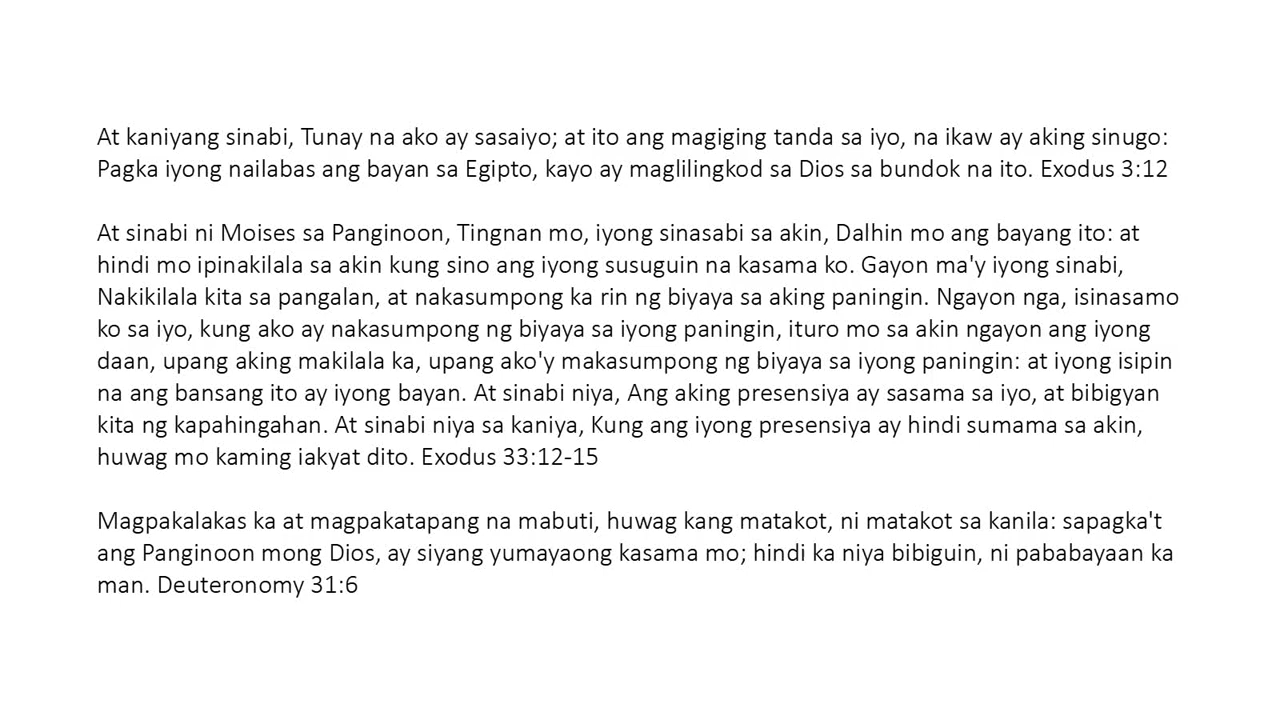 At kaniyang sinabi, Tunay na ako ay sasaiyo; at ito ang magiging tanda sa iyo, na ikaw ay aking sinugo:
Pagka iyong nailabas ang bayan sa Egipto, kayo ay maglilingkod sa Dios sa bundok na ito. Exodus 3:12
At sinabi ni Moises sa Panginoon, Tingnan mo, iyong sinasabi sa akin, Dalhin mo ang bayang ito: at
hindi mo ipinakilala sa akin kung sino ang iyong susuguin na kasama ko. Gayon ma'y iyong sinabi,
Nakikilala kita sa pangalan, at nakasumpong ka rin ng biyaya sa aking paningin. Ngayon nga, isinasamo
ko sa iyo, kung ako ay nakasumpong ng biyaya sa iyong paningin, ituro mo sa akin ngayon ang iyong
daan, upang aking makilala ka, upang ako'y makasumpong ng biyaya sa iyong paningin: at iyong isipin
na ang bansang ito ay iyong bayan. At sinabi niya, Ang aking presensiya ay sasama sa iyo, at bibigyan
kita ng kapahingahan. At sinabi niya sa kaniya, Kung ang iyong presensiya ay hindi sumama sa akin,
huwag mo kaming iakyat dito. Exodus 33:12-15
Magpakalakas ka at magpakatapang na mabuti, huwag kang matakot, ni matakot sa kanila: sapagka't
ang Panginoon mong Dios, ay siyang yumayaong kasama mo; hindi ka niya bibiguin, ni pababayaan ka
man. Deuteronomy 31:6